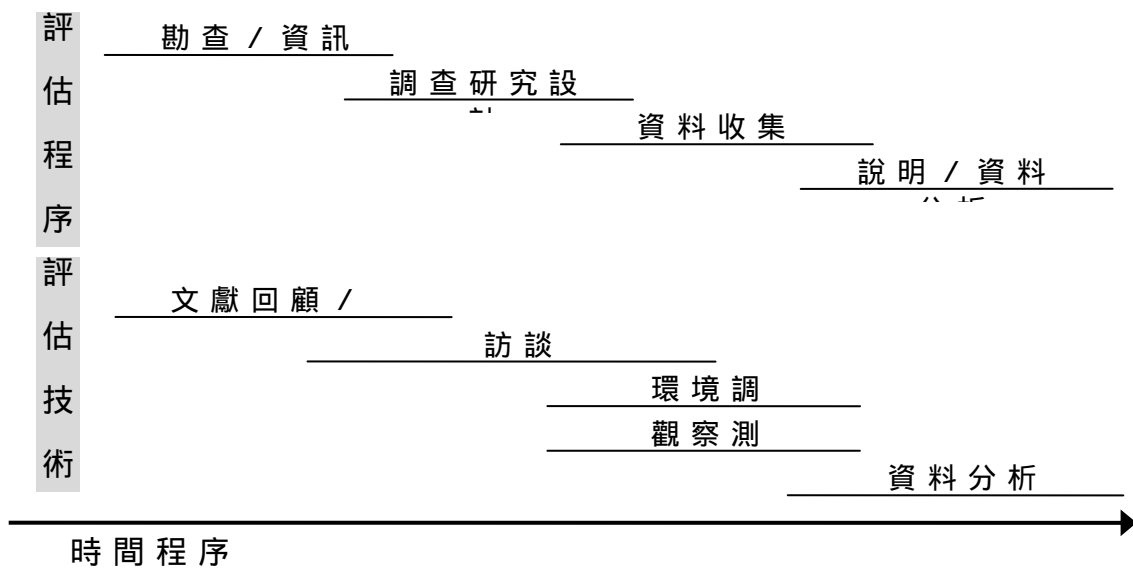 評估程序
勘查 / 資訊
調查研究設
資料收集
說明 / 資料
評估技術
文獻回顧 /
訪談
環境調
觀察測
資料分析
時間程序